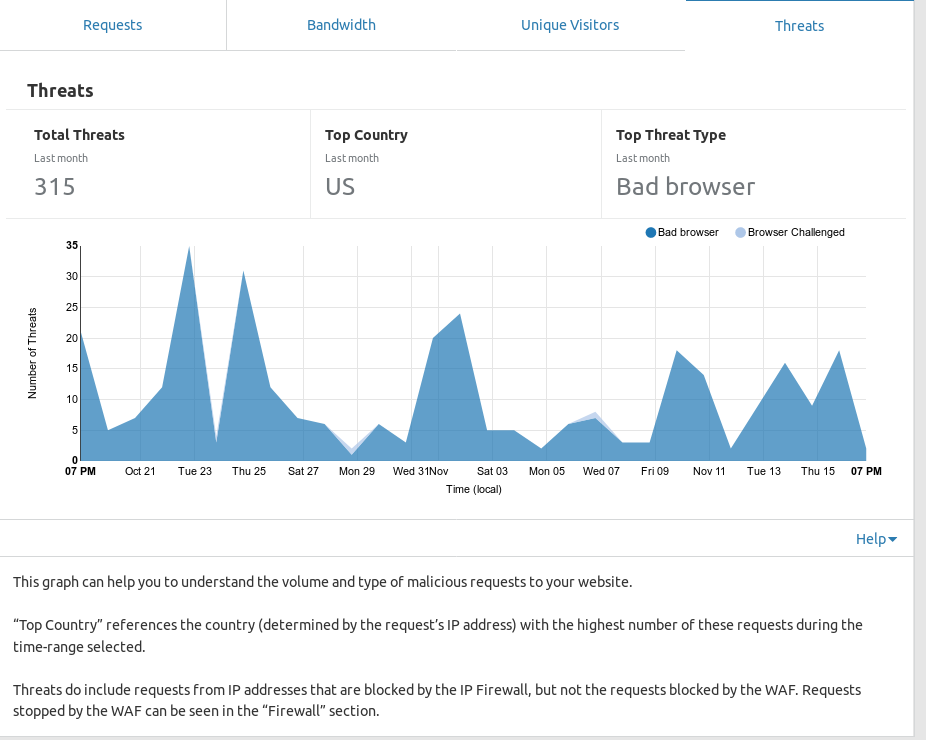 Requests
Bandwidth
Unique Visitors
Threats
Threats
Total Threats
Last month
315
Top Country
Last month
US
Top Threat Type
Last month
Bad browser
Bad browser
Browser Challenged
Number of Threats
35
30
25
20
15
10
5
0
07 PM Oct 21 Tue 23 Thu 25 Sat 27 Mon 29 Wed 31 Nov Sat 03 Mon 05 Wed 07 Fri 09 Nov 11 Tue 13 Thu 15 07 PM
Time (local)
Help
This graph can help you to understand the volume and type of malicious requests to your website.
“Top Country” references the country (determined by the request’s IP address) with the highest number of these requests during the
time-range selected.
Threats do include requests from IP addresses that are blocked by the IP Firewall, but not the requests blocked by the WAF. Requests
stopped by the WAF can be seen in the “Firewall” section.